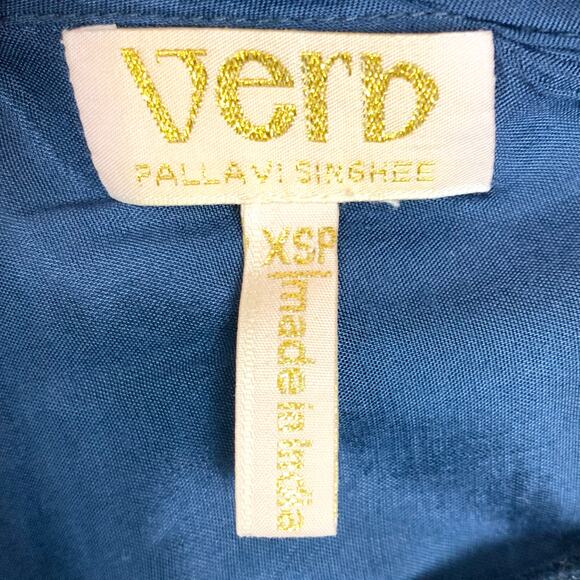 verb
PALLAVI SINGHEE
XSP
made in India